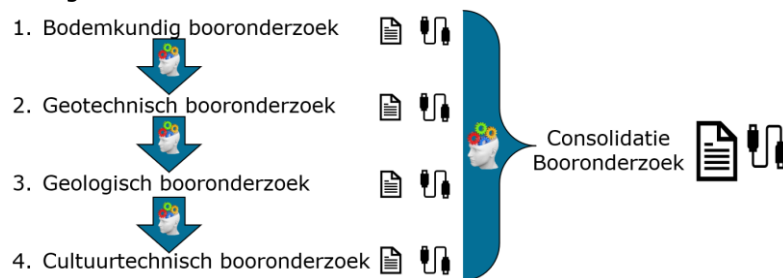 1. Bodemkundig booronderzoek
2. Geotechnisch booronderzoek
3. Geologisch booronderzoek
4. Cultuurtechnisch booronderzoek
Consolidatie
Booronderzoek